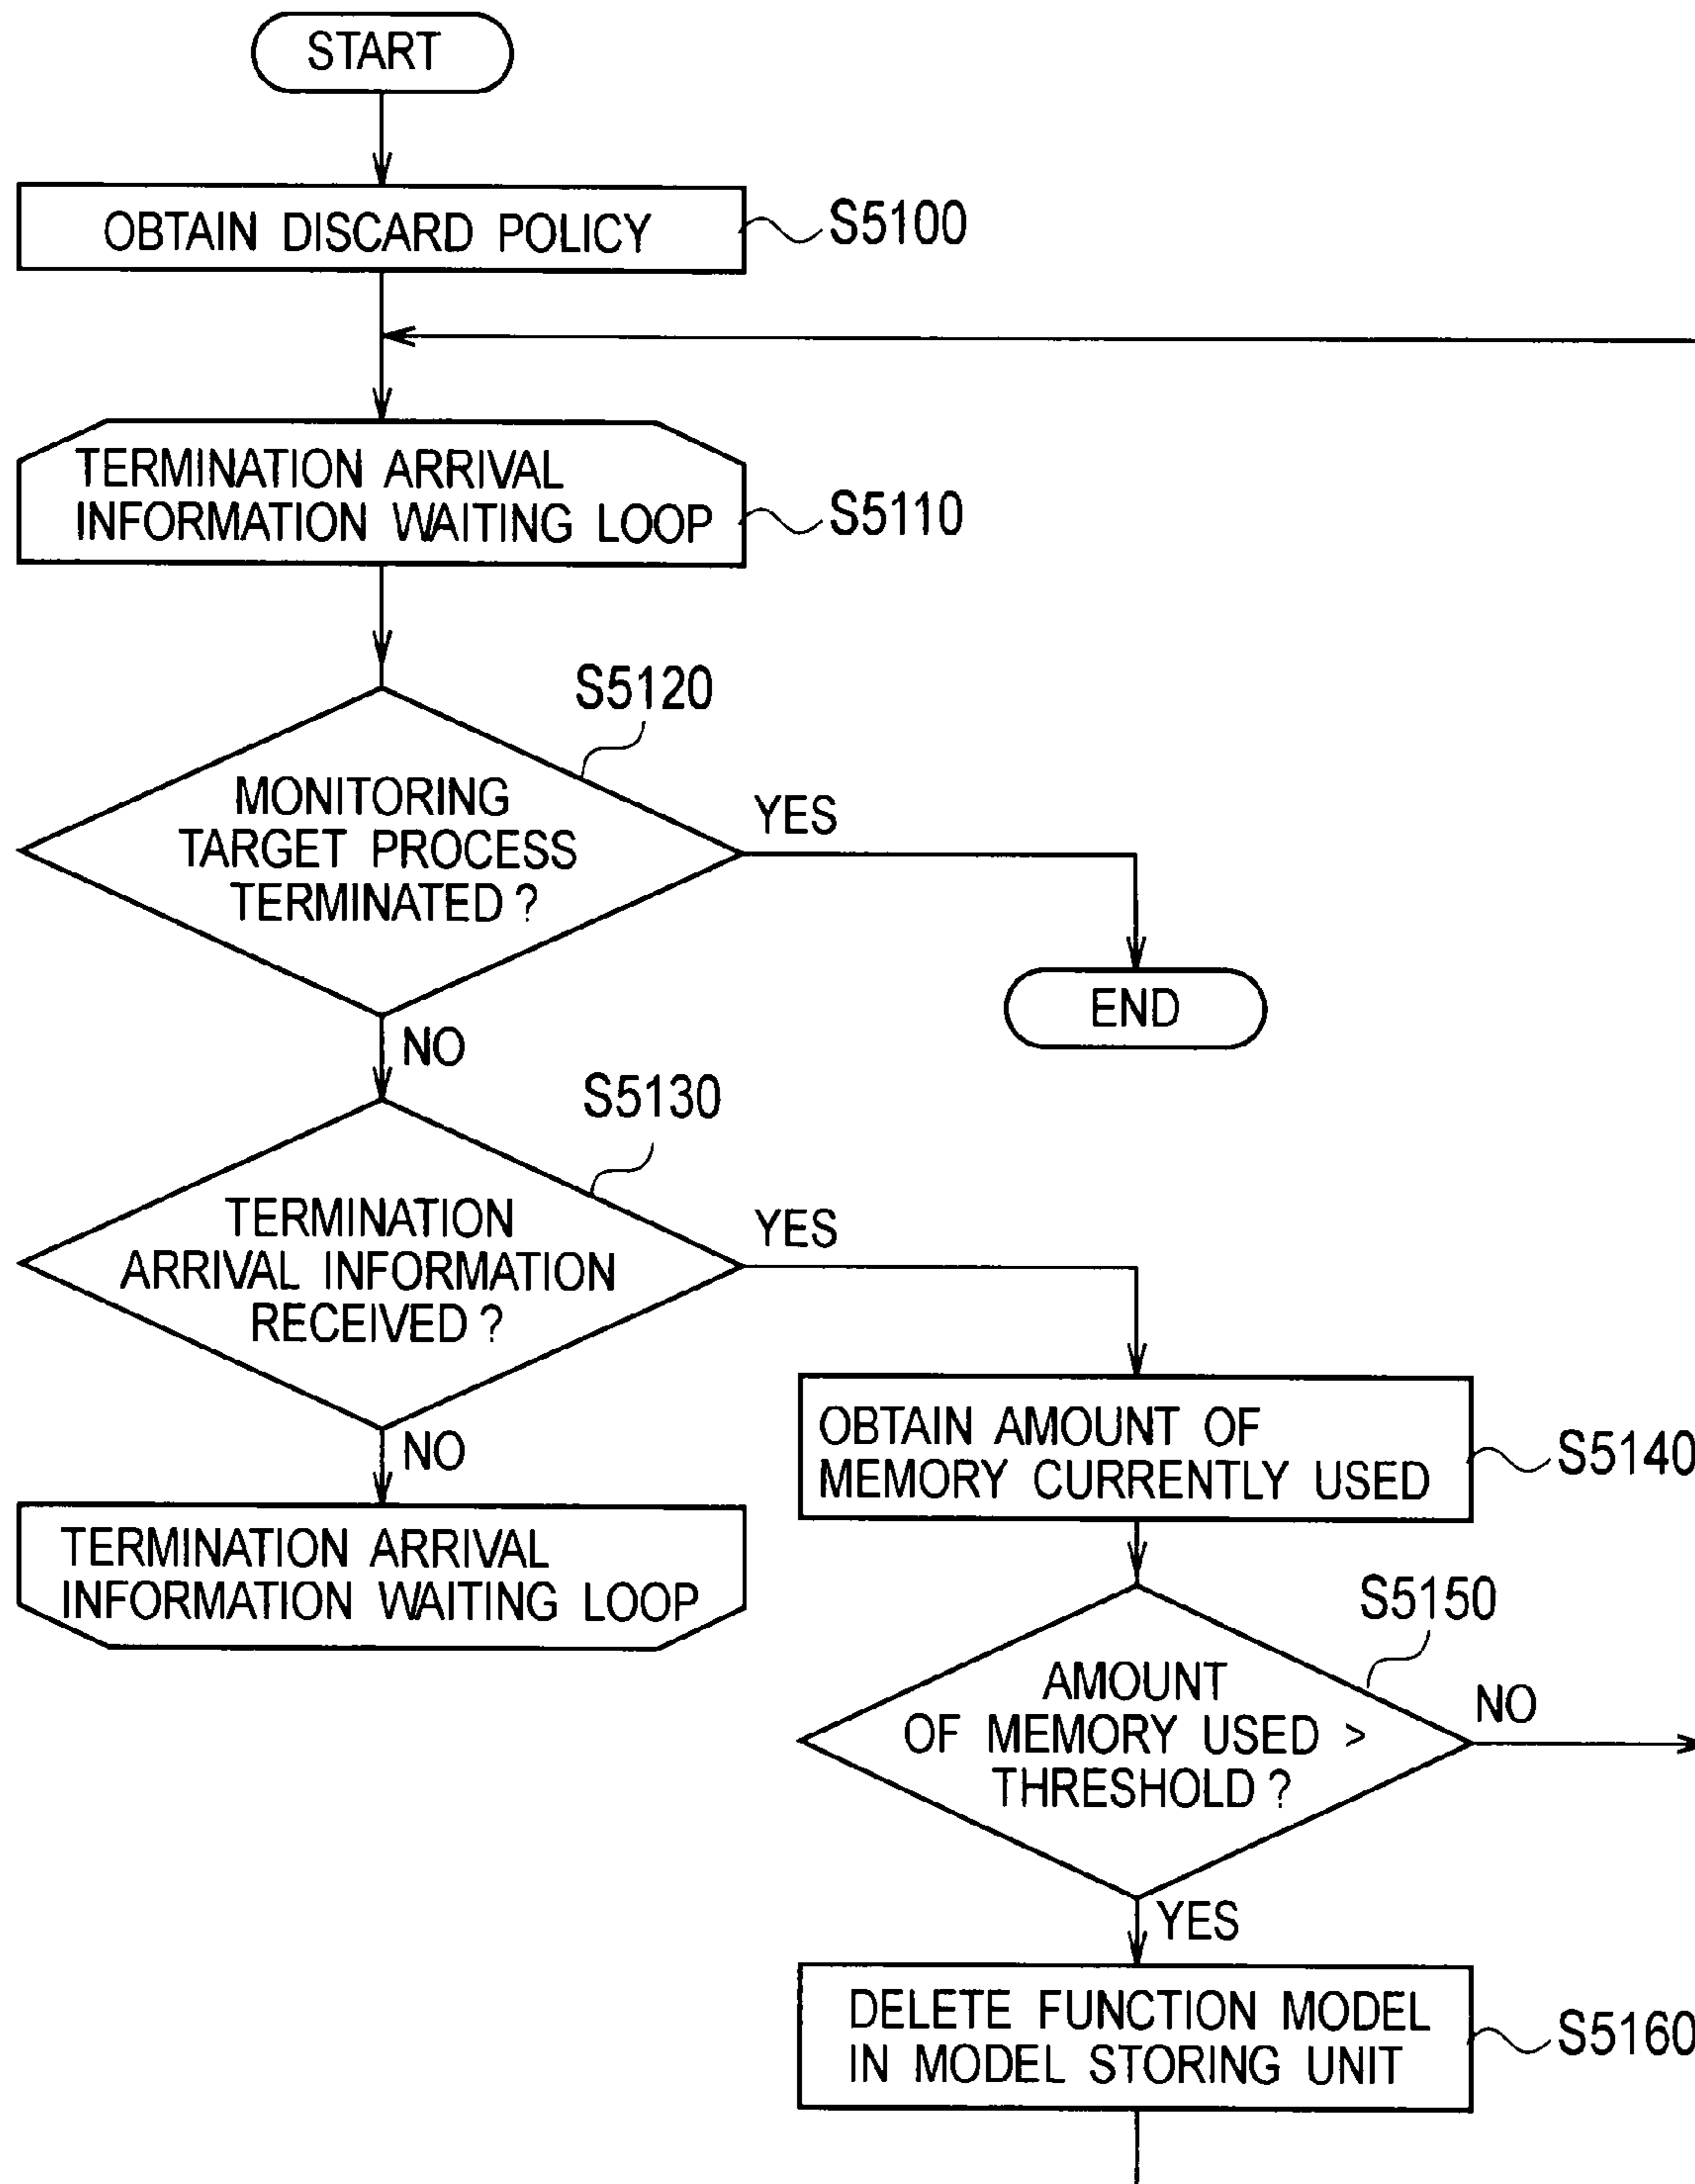 START
OBTAIN DISCARD POLICY
S5100
TERMINATION ARRIVAL
INFORMATION WAITING LOOP
S5110
S5120
MONITORING
TARGET PROCESS
TERMINATED ?
YES
END
NO
S5130
TERMINATION
ARRIVAL INFORMATION
RECEIVED ?
YES
NO
OBTAIN AMOUNT OF
MEMORY CURRENTLY USED
S5140
TERMINATION ARRIVAL
INFORMATION WAITING LOOP
S5150
AMOUNT
OF MEMORY USED >
THRESHOLD ?
NO
YES
DELETE FUNCTION MODEL
IN MODEL STORING UNIT
S5160